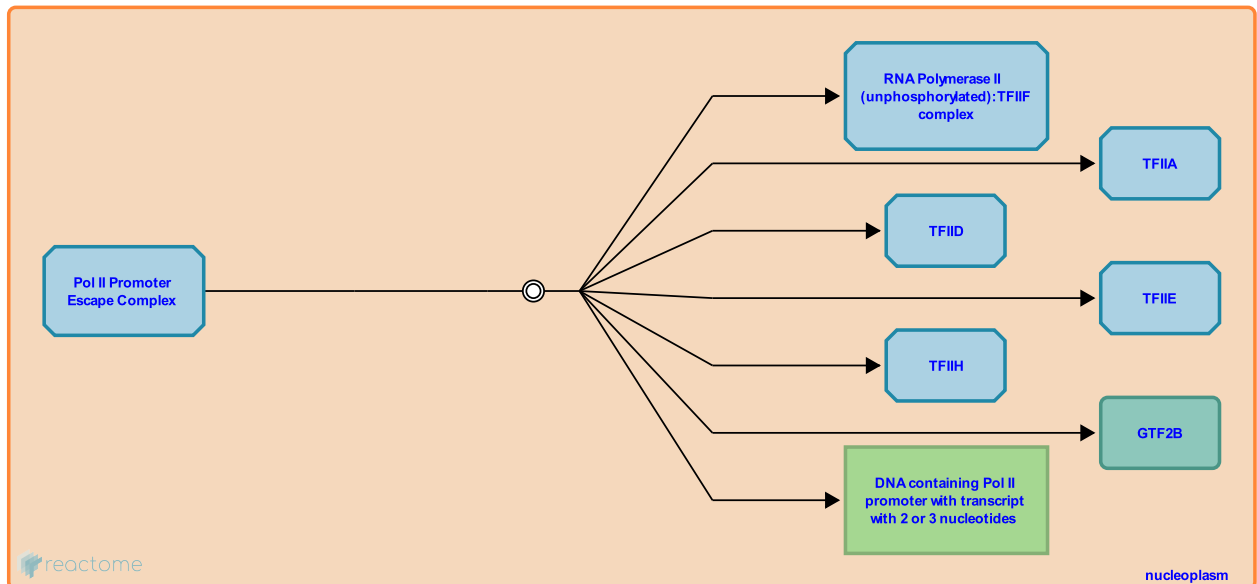 RNA Polymerase II
(unphosphorylated):TFIIF
complex
TFIIA
TFIID
Pol II Promoter
Escape Complex
TFIIE
TFIIH
GTF2B
DNA containing Pol II
promoter with transcript
with 2 or 3 nucleotides
reactome
nucleoplasm